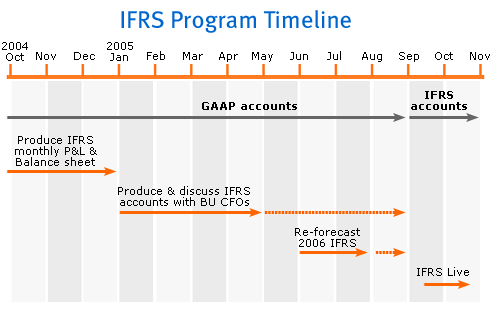 IFRS Program Timeline
2004 2005
Oct Nov Dec Jan Feb Mar Apr May Jun Jul Aug Sep Oct Nov
GAAP accounts
IFRS
accounts
Produce IFRS
monthly P&L &
Balance sheet
Produce & discuss IFRS
accounts with BU CFOs
Re-forecast
2006 IFRS
IFRS Live